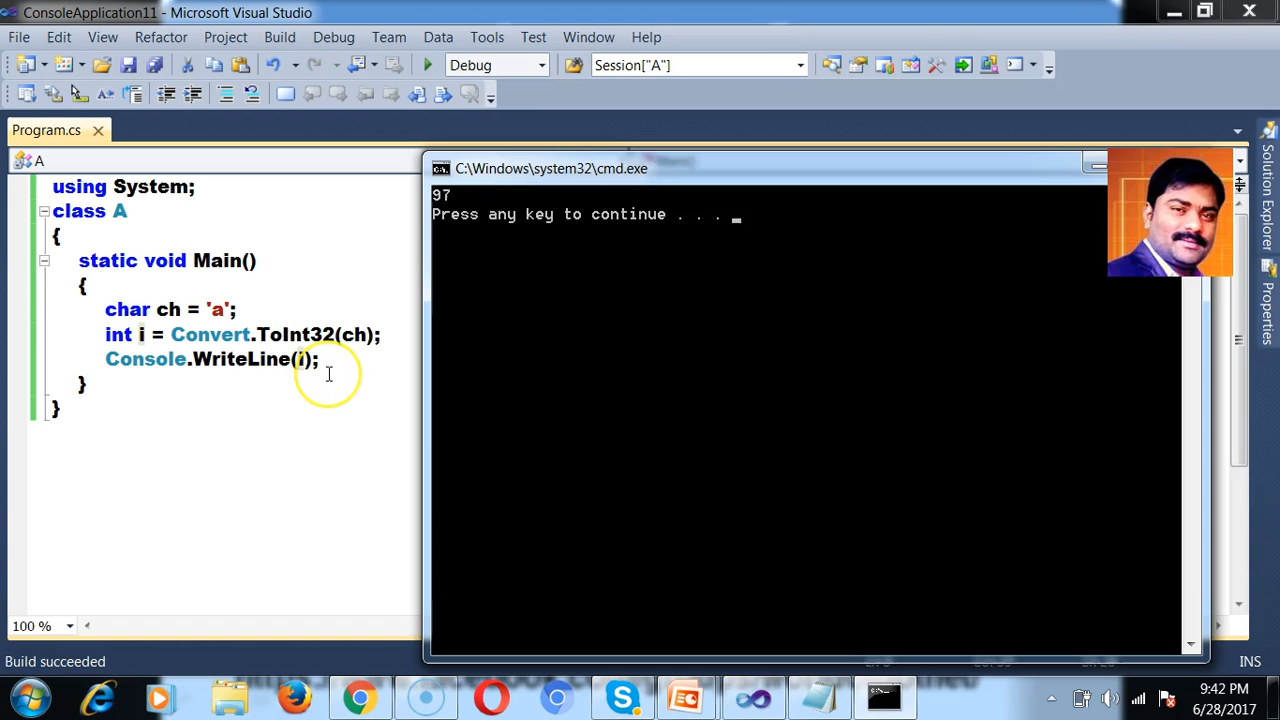 ConsoleApplication11 - Microsoft Visual Studio
File Edit View Refactor Project Build Debug Team Data Tools Test Window Help
Debug Session["A"]
Program.cs
A
using System;
class A
{
static void Main()
{
char ch = 'a';
int i = Convert.ToInt32(ch);
Console.WriteLine(i);
}
}
C:\Windows\system32\cmd.exe
97
Press any key to continue . . .
Solution Explorer
Properties
100 %
Build succeeded
INS
9:42 PM
6/28/2017